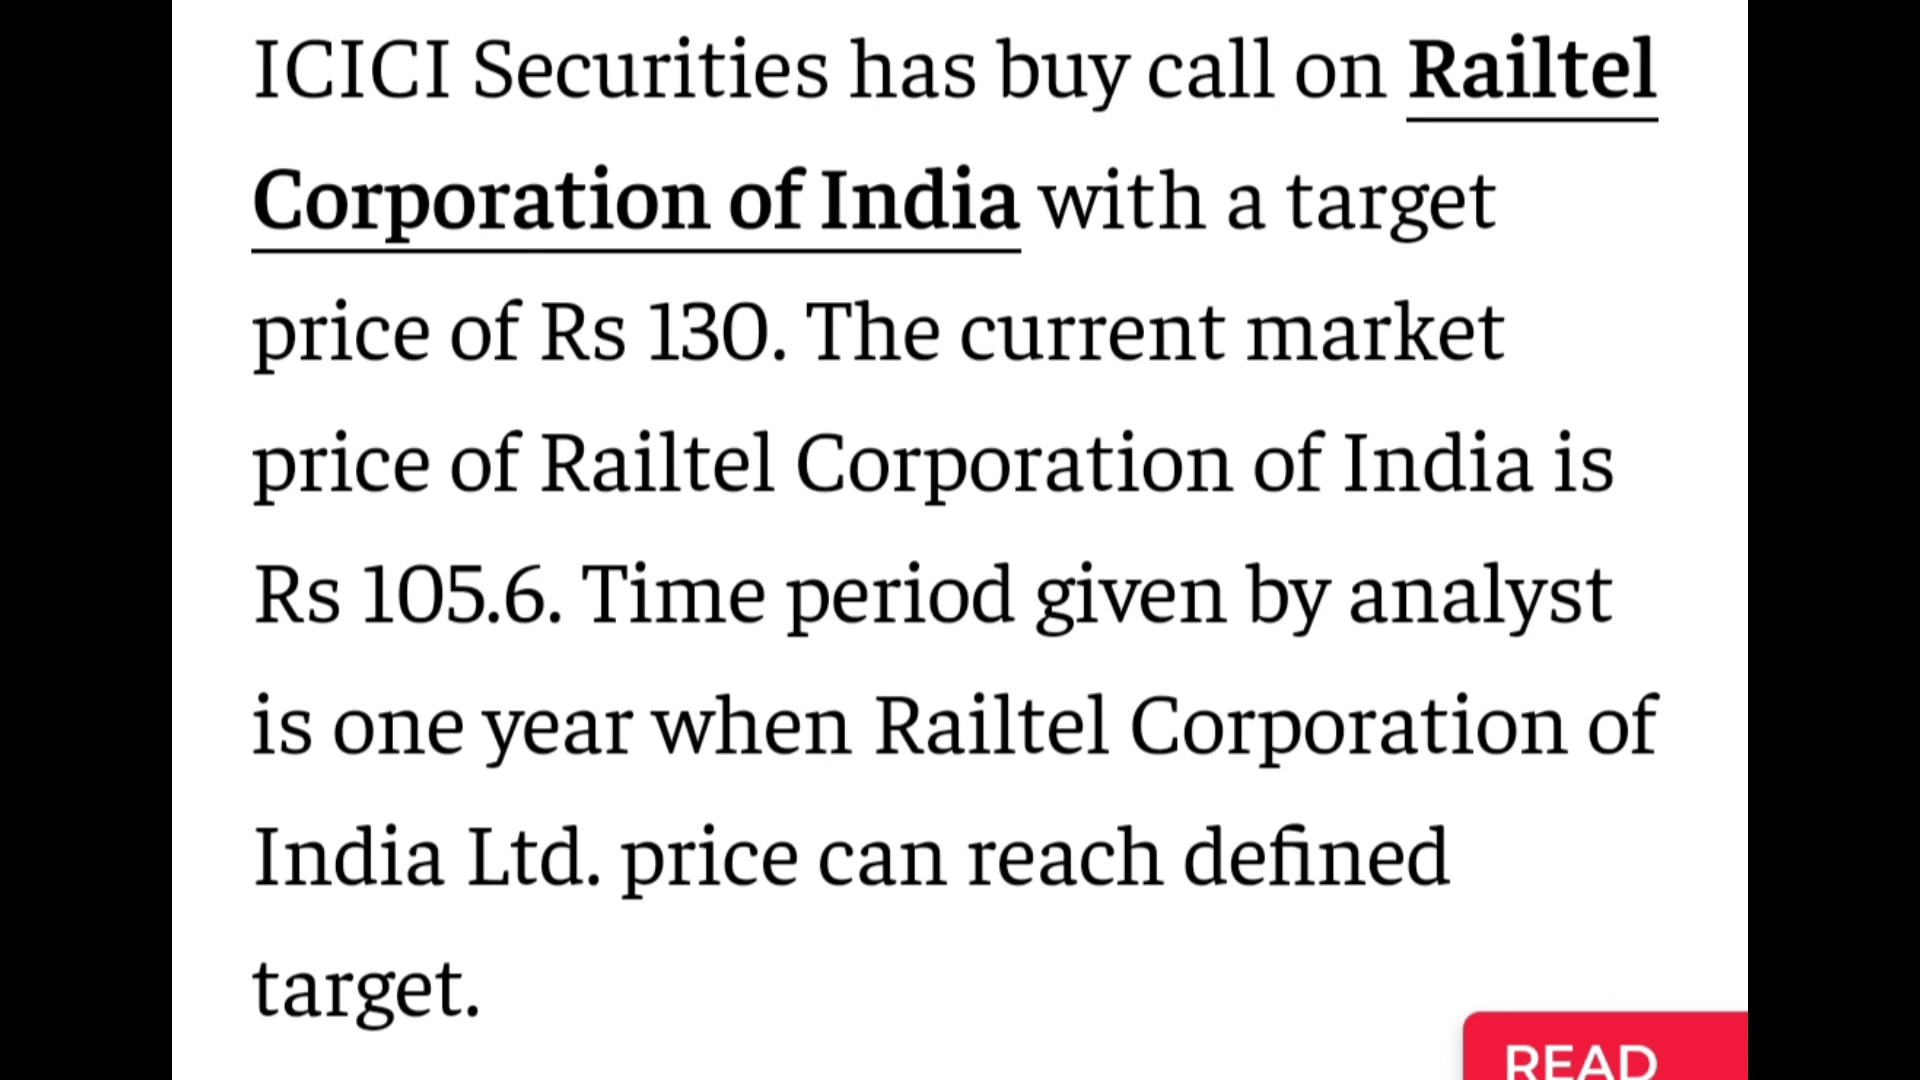 ICICI Securities has buy call on Railtel
Corporation of India with a target
price of Rs 130. The current market
price of Railtel Corporation of India is
Rs 105.6. Time period given by analyst
is one year when Railtel Corporation of
India Ltd. price can reach defined
target.
READ